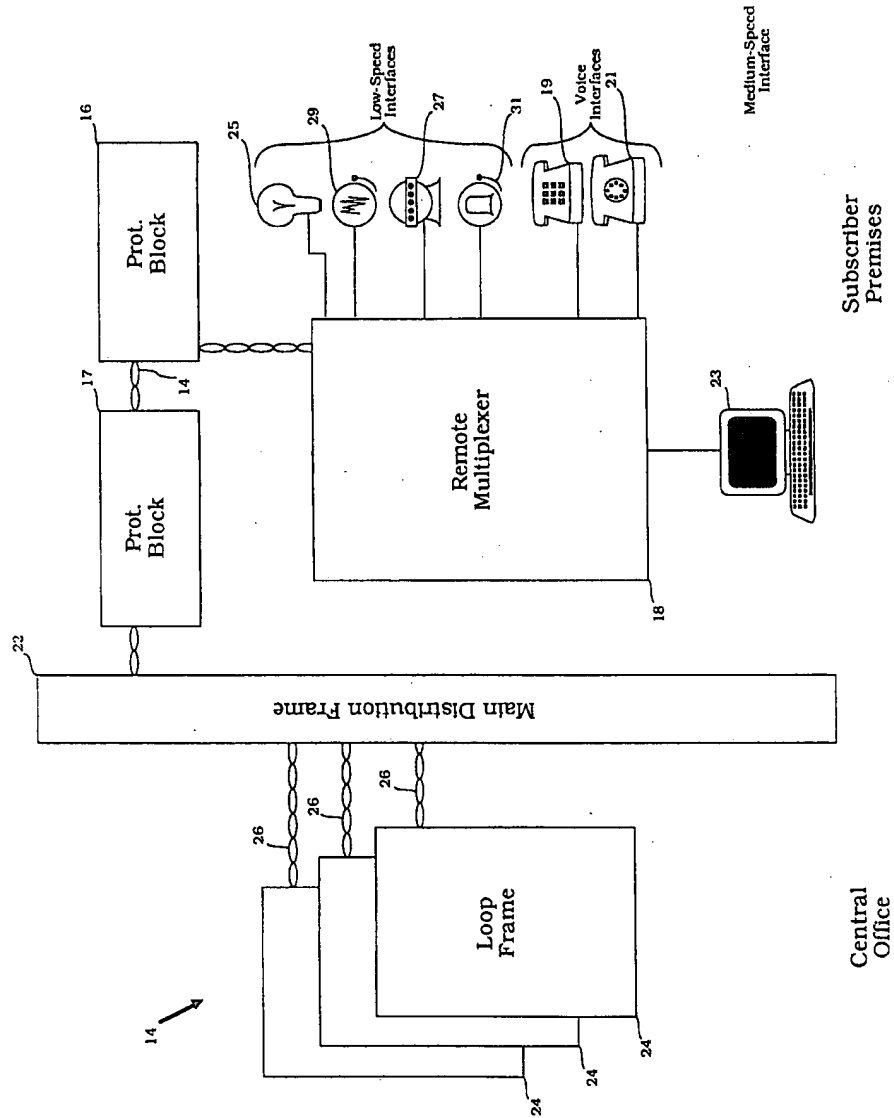 14
Central
Office
24
24
24
Loop
Frame
26
26
26
22
Main Distribution Frame
17
Prot.
Block
14
16
Prot.
Block
18
Remote
Multiplexer
23
25
29
27
31
Low-Speed
Interfaces
19
21
Voice
Interfaces
Medium-Speed
Interface
Subscriber
Premises